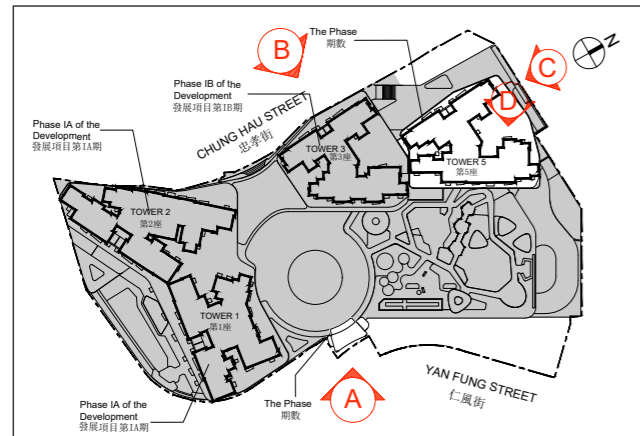 The Phase
期數
B
C
N
Phase IB of the
Development
發展項目第IB期
D
CHUNG HAU STREET
忠孝街
Phase IA of the
Development
發展項目第IA期
TOWER 3
第3座
TOWER 5
第5座
TOWER 2
第2座
TOWER 1
第1座
YAN FUNG STREET
仁風街
A
The Phase
期數
Phase IA of the
Development
發展項目第IA期